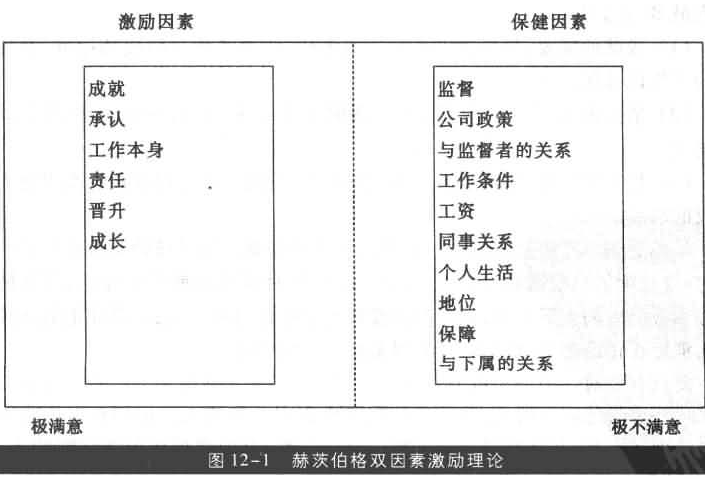 激励因素
保健因素
成就
承认
工作本身
责任
晋升
成长
监督
公司政策
与监督者的关系
工作条件
工资
同事关系
个人生活
地位
保障
与下属的关系
极满意
极不满意
图 12-1 赫茨伯格双因素激励理论